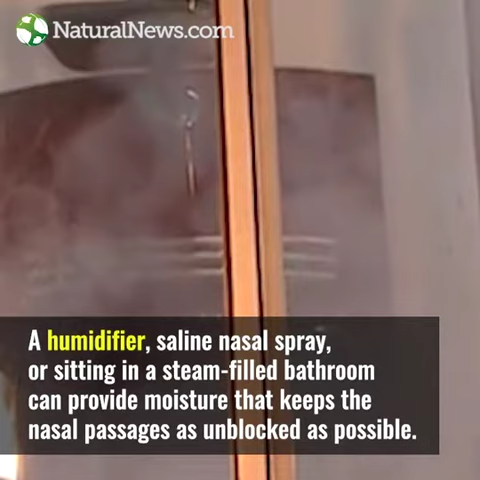 NaturalNews.com
A humidifier, saline nasal spray,
or sitting in a steam-filled bathroom
can provide moisture that keeps the
nasal passages as unblocked as possible.